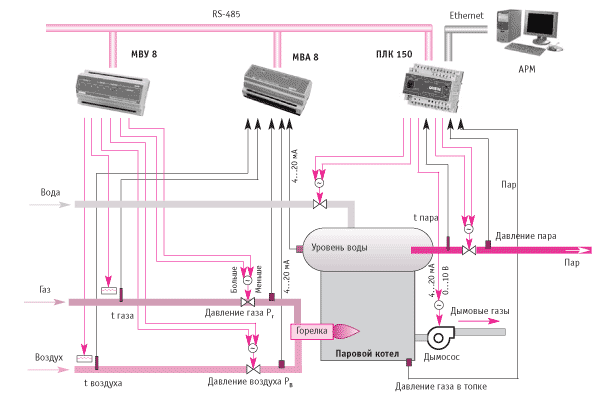 RS-485
Ethernet
МВУ 8
МВА 8
ПЛК 150
АРМ
4...20 мА
Вода
Пар
t пара
Давление пара
Уровень воды
Пар
Больше
Меньше
4...20 мА
4...20 мА
0...10 В
Газ
Дымовые газы
t газа
Давление газа Pг
Горелка
Воздух
Паровой котел
Дымосос
t воздуха
Давление воздуха PВ
Давление газа в топке